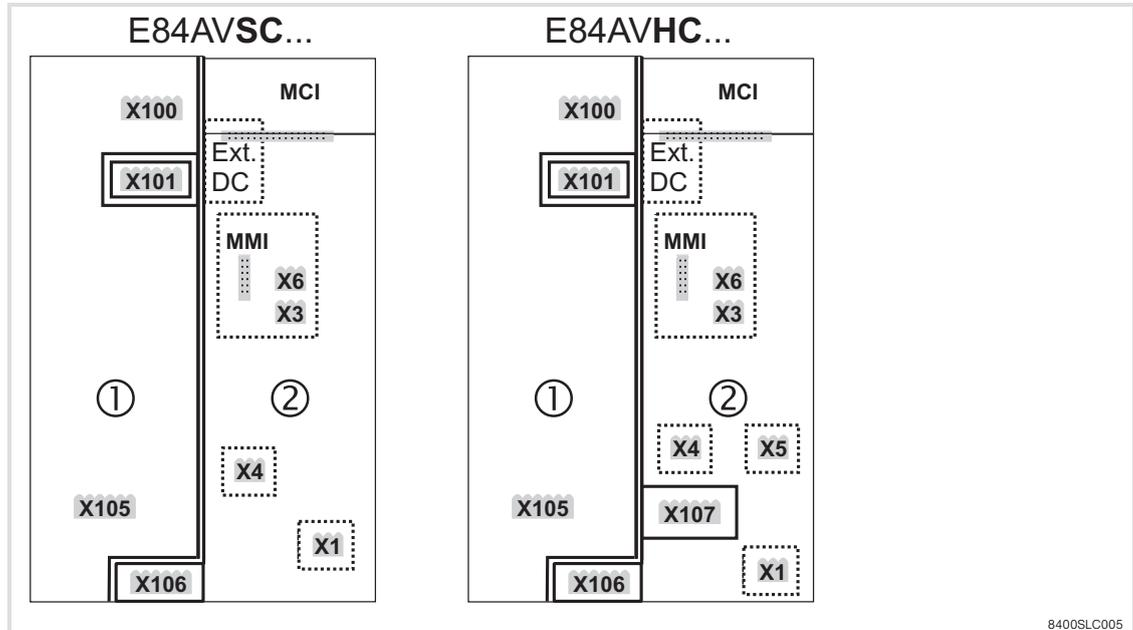 E84AVSC...
MCI
X100
Ext.
DC
X101
MMI
X6
X3
①
②
X4
X105
X1
X106
E84AVHC...
MCI
X100
Ext.
DC
X101
MMI
X6
X3
①
②
X4
X5
X105
X107
X1
X106
8400SLC005